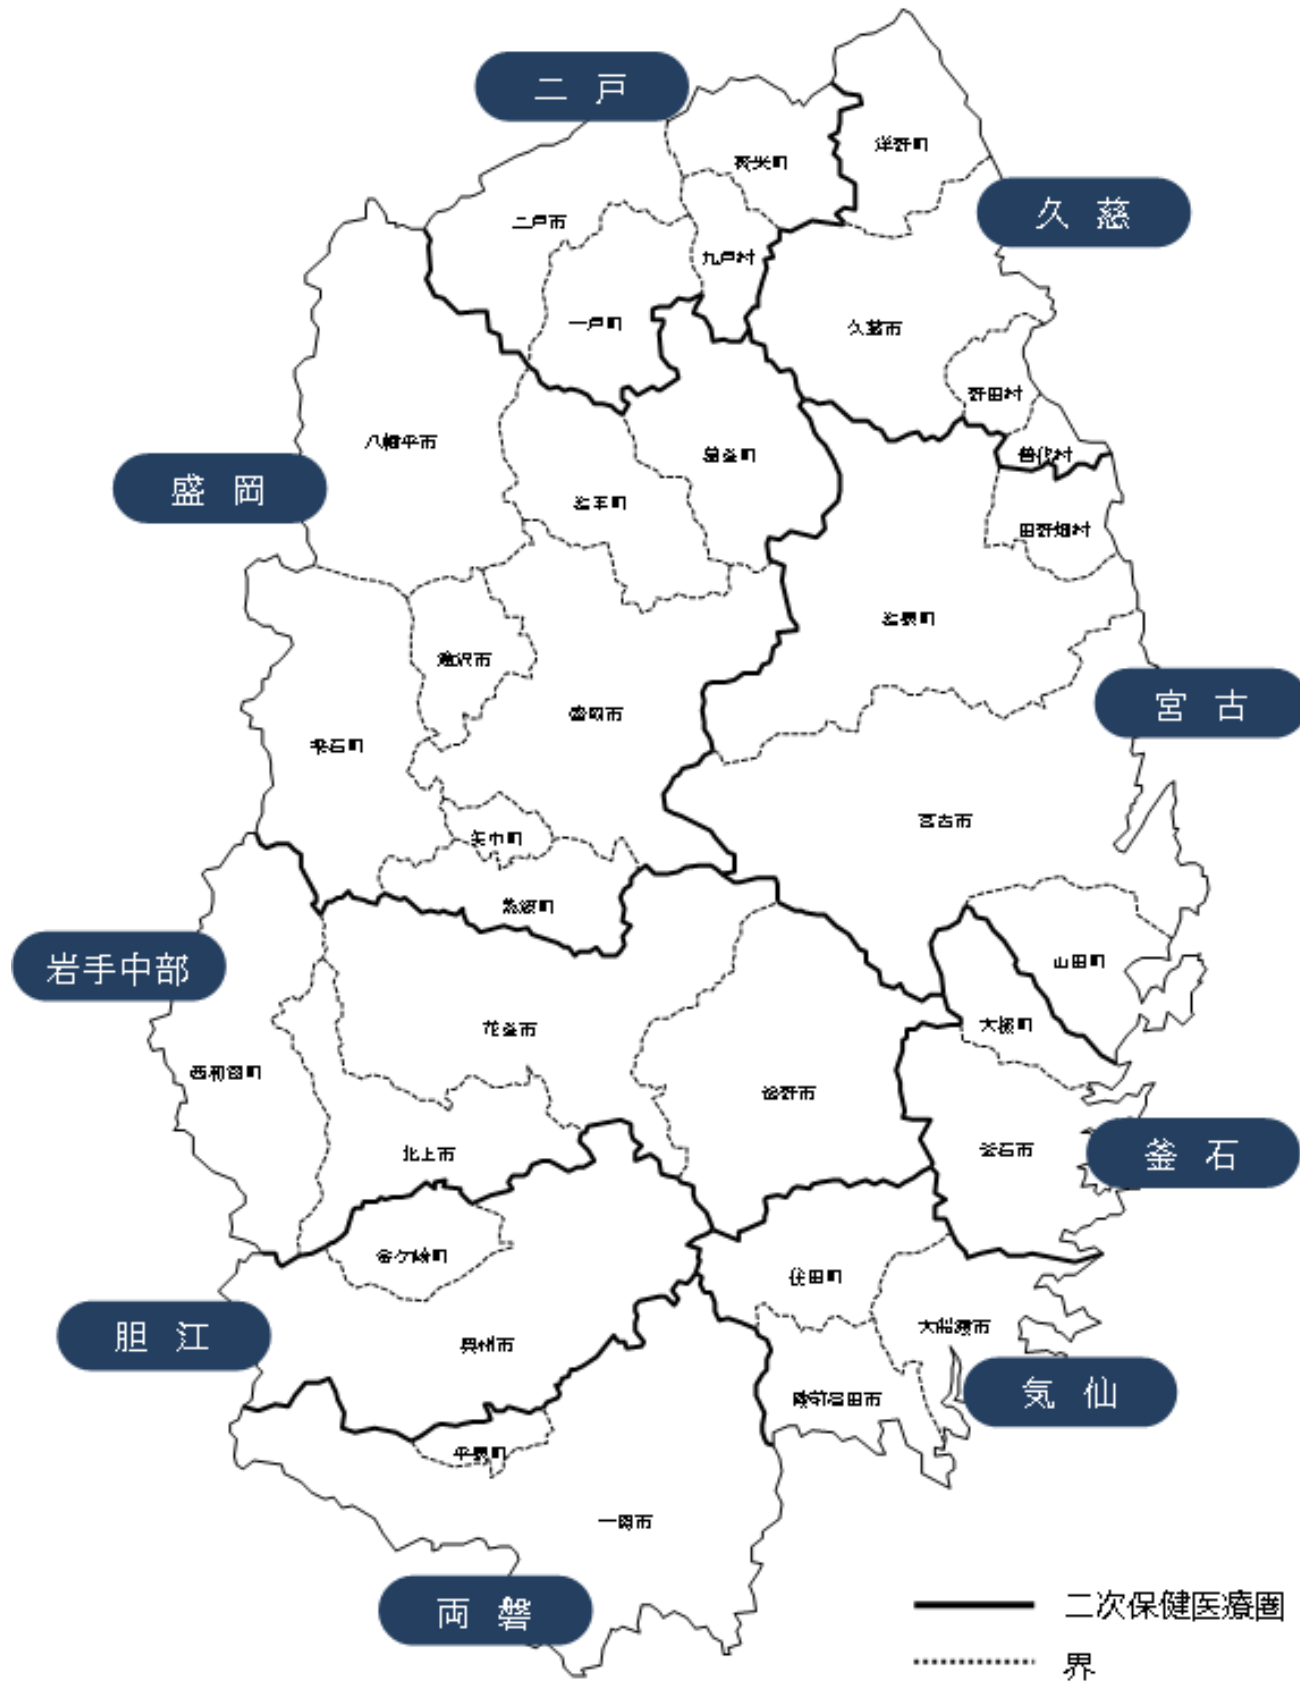 二 戸
洋野町
軽米町
久 慈
二戸市
九戸村
一戸町
久慈市
野田村
八幡平市
葛巻町
普代村
盛 岡
岩手町
田野畑村
岩泉町
滝沢市
宮 古
盛岡市
雫石町
宮古市
矢巾町
紫波町
岩手中部
山田町
大槌町
花巻市
西和賀町
遠野市
釜 石
釜石市
北上市
金ケ崎町
住田町
胆 江
大船渡市
奥州市
気 仙
陸前高田市
平泉町
一関市
両 磐
二次保健医療圏
界